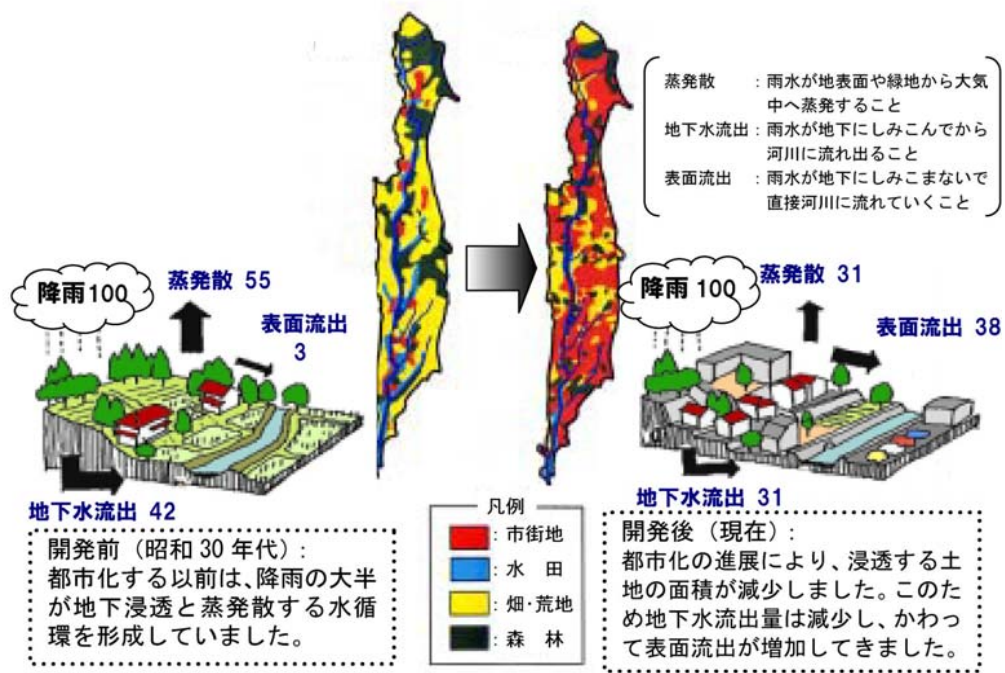 蒸発散 : 雨水が地表面や緑地から大気
中へ蒸発すること
地下水流出 : 雨水が地下にしみこんでから
河川に流れ出ること
表面流出 : 雨水が地下にしみこまないで
直接河川に流れていくこと
降雨100
蒸発散 55
表面流出
3
地下水流出 42
降雨 100
蒸発散 31
表面流出 38
地下水流出 31
開発前(昭和30年代):
都市化する以前は、降雨の大半
が地下浸透と蒸発散する水循
環を形成していました。
凡例
: 市街地
: 水 田
: 畑・荒地
: 森 林
開発後(現在):
都市化の進展により、浸透する土
地の面積が減少しました。このた
め地下水流出量は減少し、かわっ
て表面流出が増加してきました。